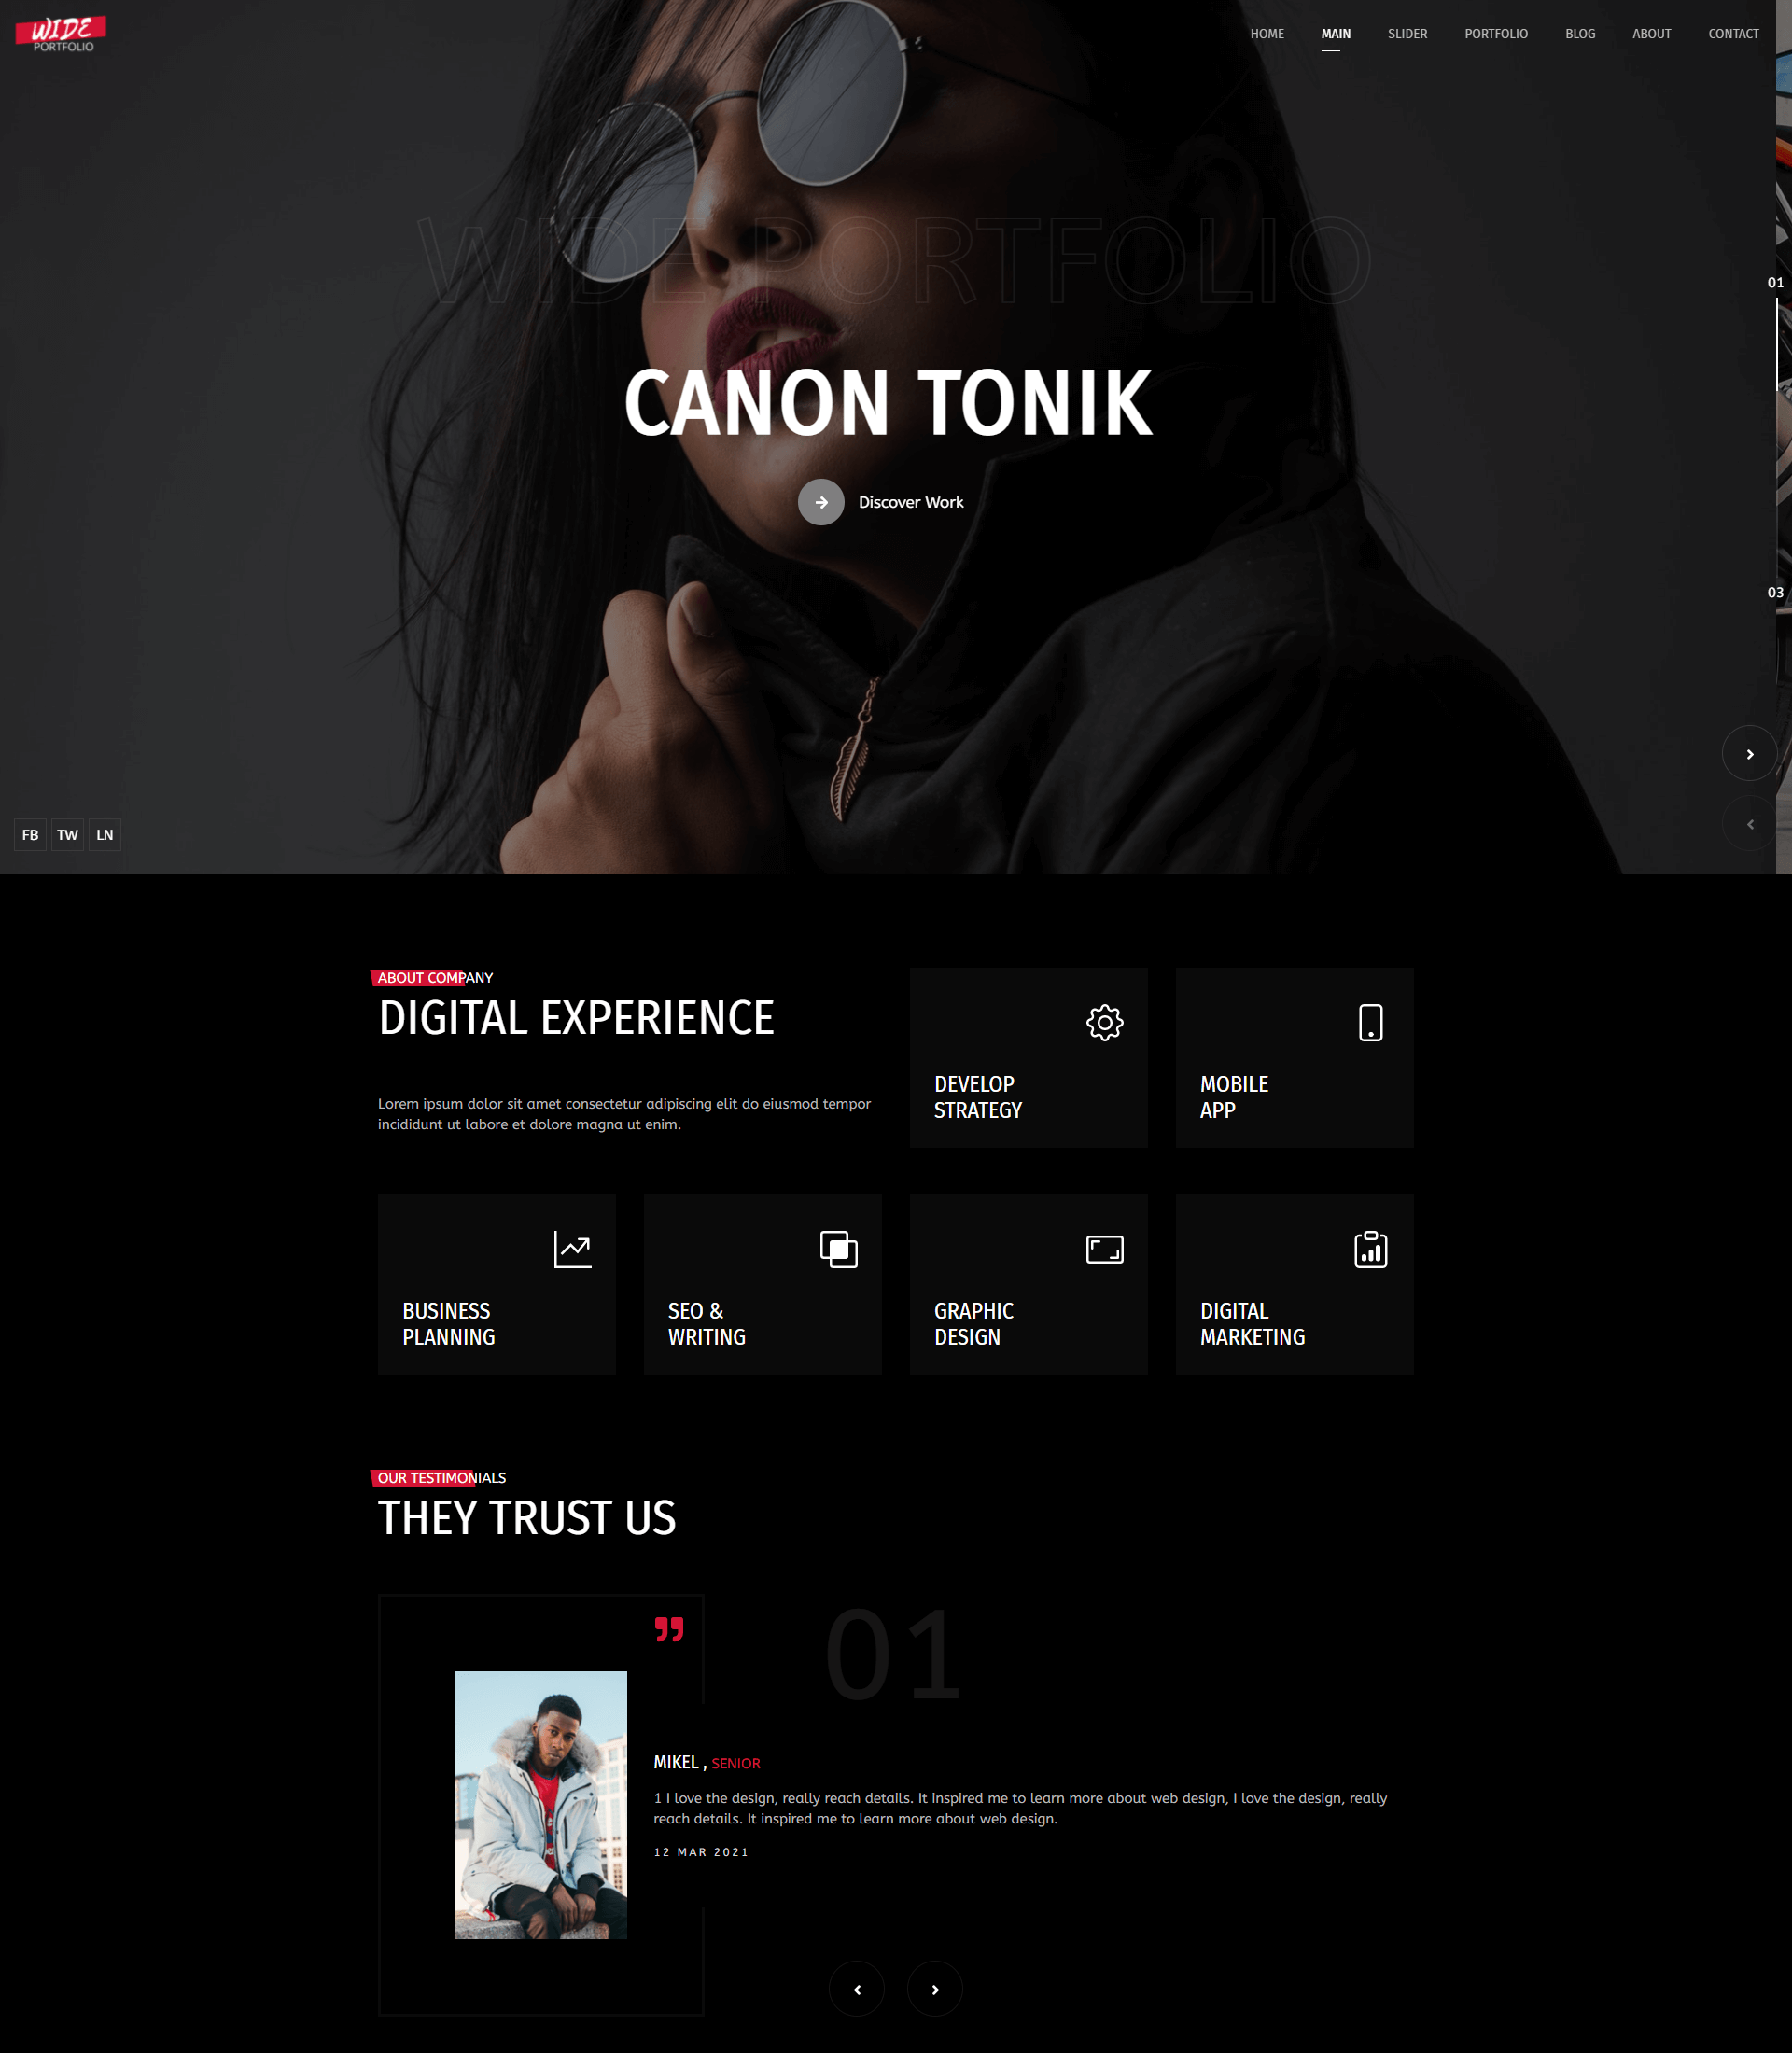 WIDE
PORTFOLIO
HOME MAIN SLIDER PORTFOLIO BLOG ABOUT CONTACT
WIDE PORTFOLIO
01
CANON TONIK
Discover Work
03
FB TW LN
ABOUT COMPANY
DIGITAL EXPERIENCE
Lorem ipsum dolor sit amet consectetur adipiscing elit do eiusmod tempor
incididunt ut labore et dolore magna ut enim.
DEVELOP
STRATEGY
MOBILE
APP
BUSINESS
PLANNING
SEO &
WRITING
GRAPHIC
DESIGN
DIGITAL
MARKETING
OUR TESTIMONIALS
THEY TRUST US
01
MIKEL , SENIOR
1 I love the design, really reach details. It inspired me to learn more about web design, I love the design, really
reach details. It inspired me to learn more about web design.
12 MAR 2021